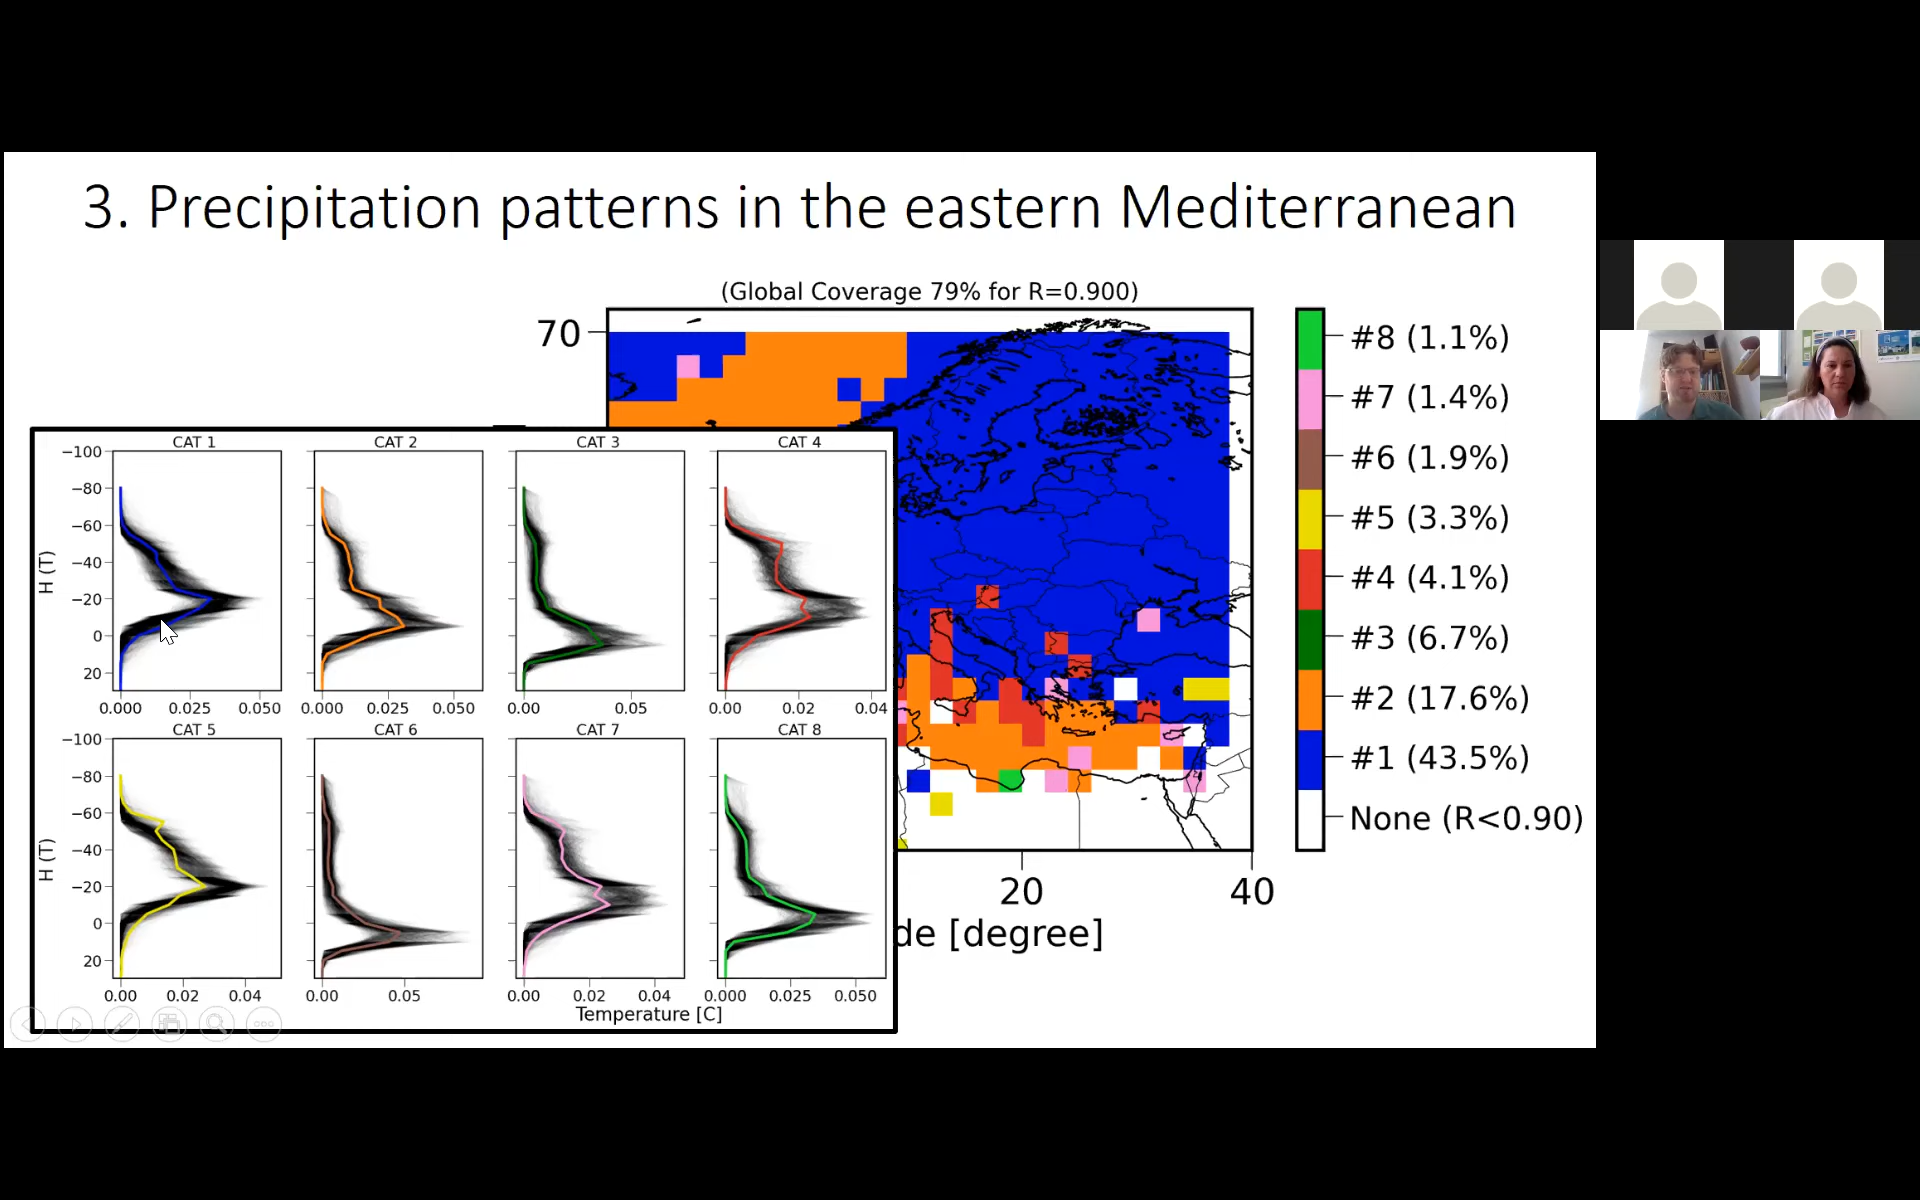 3. Precipitation patterns in the eastern Mediterranean
(Global Coverage 79% for R=0.900)
70
#8 (1.1%)
#7 (1.4%)
#6 (1.9%)
#5 (3.3%)
#4 (4.1%)
#3 (6.7%)
#2 (17.6%)
#1 (43.5%)
None (R<0.90)
20 40
de [degree]
CAT 1 CAT 2 CAT 3 CAT 4
−100
−80
−60
−40
−20
0
20
H (T)
0.000 0.025 0.050 0.000 0.025 0.050 0.00 0.05 0.00 0.02 0.04
CAT 5 CAT 6 CAT 7 CAT 8
−100
−80
−60
−40
−20
0
20
H (T)
0.00 0.02 0.04 0.00 0.05 0.00 0.02 0.04 0.000 0.025 0.050
Temperature [C]